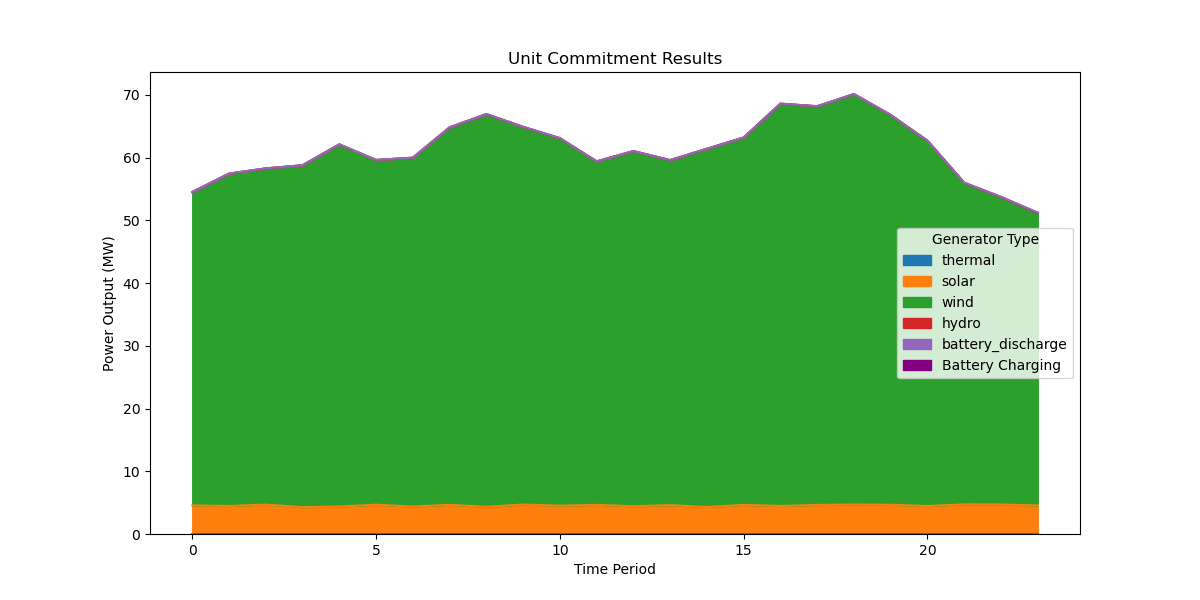 Unit Commitment Results
Power Output (MW)
70
60
50
40
30
20
10
0
Generator Type
thermal
solar
wind
hydro
battery_discharge
Battery Charging
0 5 10 15 20
Time Period